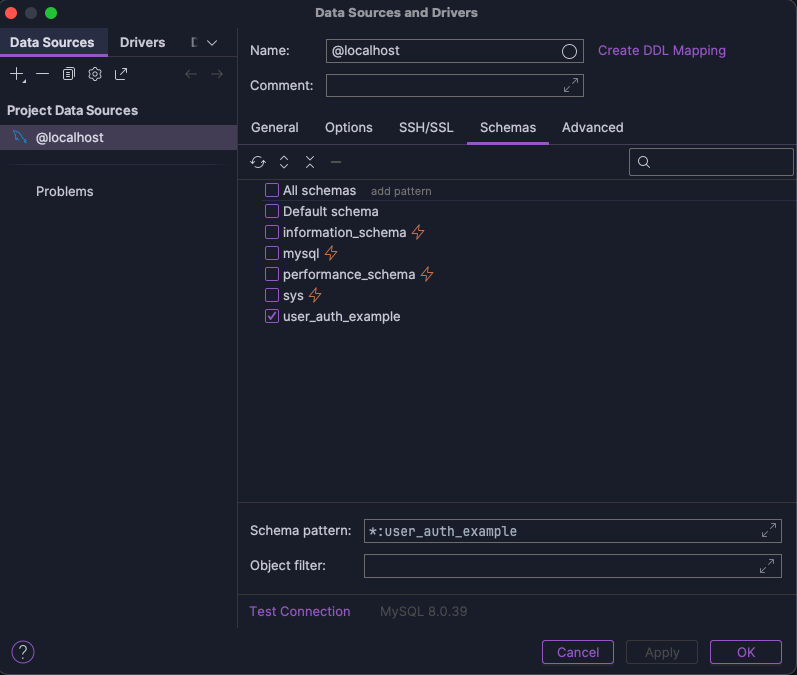 Data Sources and Drivers
Data Sources Drivers
Project Data Sources
@localhost
Problems
Name: @localhost Create DDL Mapping
Comment:
General Options SSH/SSL Schemas Advanced
All schemas add pattern
Default schema
information_schema
mysql
performance_schema
sys
user_auth_example
Schema pattern: *:user_auth_example
Object filter:
Test Connection MySQL 8.0.39
? Cancel Apply OK